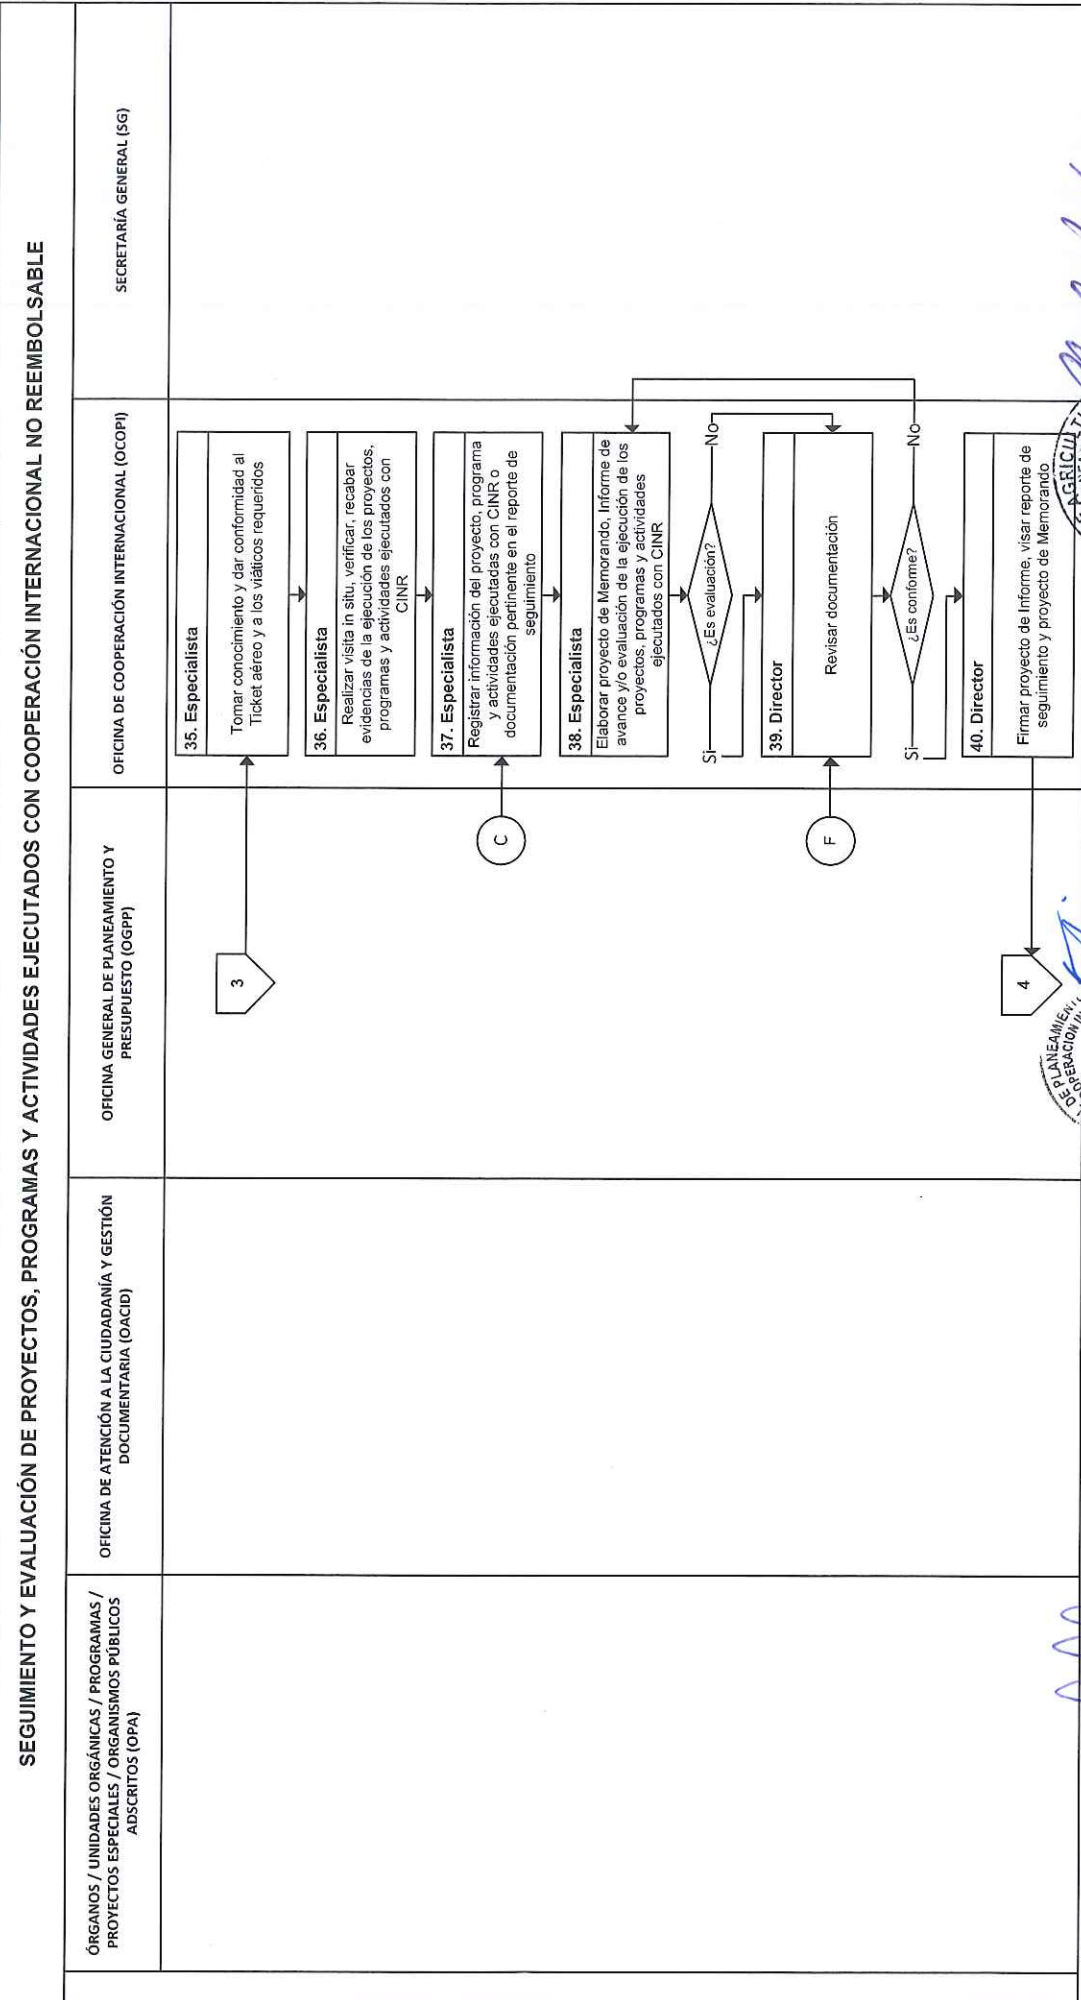 SEGUIMIENTO Y EVALUACIÓN DE PROYECTOS, PROGRAMAS Y ACTIVIDADES EJECUTADOS CON COOPERACIÓN INTERNACIONAL NO REEMBOLSABLE
ÓRGANOS / UNIDADES ORGÁNICAS / PROGRAMAS /
PROYECTOS ESPECIALES / ORGANISMOS PÚBLICOS
ADSCRITOS (OPA)
OFICINA DE ATENCIÓN A LA CIUDADANÍA Y GESTIÓN
DOCUMENTARIA (OACID)
OFICINA GENERAL DE PLANEAMIENTO Y
PRESUPUESTO (OGPP)
OFICINA DE COOPERACIÓN INTERNACIONAL (OCOPI)
SECRETARÍA GENERAL (SG)
3
35. Especialista
Tomar conocimiento y dar conformidad al
Ticket aéreo y a los viáticos requeridos
36. Especialista
Realizar visita in situ, verificar, recabar
evidencias de la ejecución de los proyectos,
programas y actividades ejecutados con
CINR
C
37. Especialista
Registrar información del proyecto, programa
y actividades ejecutadas con CINR o
documentación pertinente en el reporte de
seguimiento
38. Especialista
Elaborar proyecto de Memorando, Informe de
avance y/o evaluación de la ejecución de los
proyectos, programas y actividades
ejecutados con CINR
Si
¿Es evaluación?
No
F
39. Director
Revisar documentación
Si
¿Es conforme?
No
4
40. Director
Firmar proyecto de Informe, visar reporte de
seguimiento y proyecto de Memorando
DE PLANEAMIEN